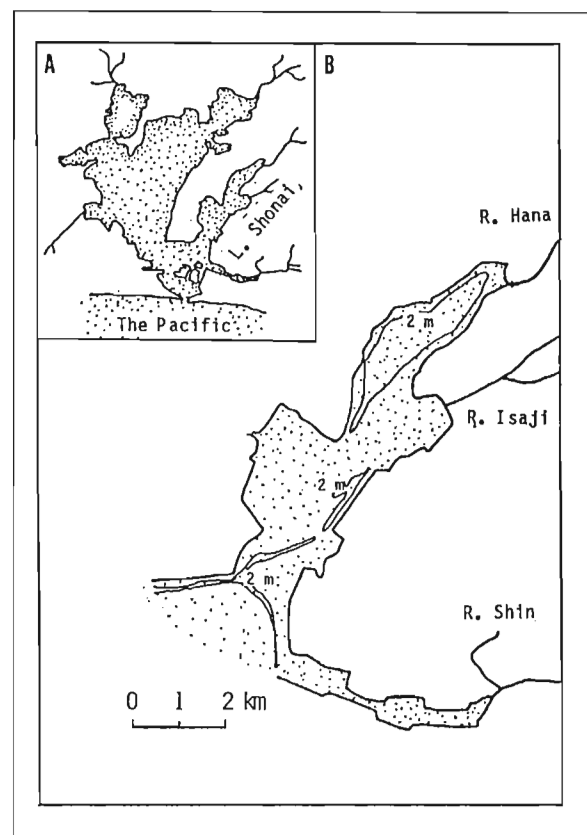 A
B
L. Shonai
The Pacific
R. Hana
2 m
R. Isaji
2 m
2 m
R. Shin
0 1 2 km